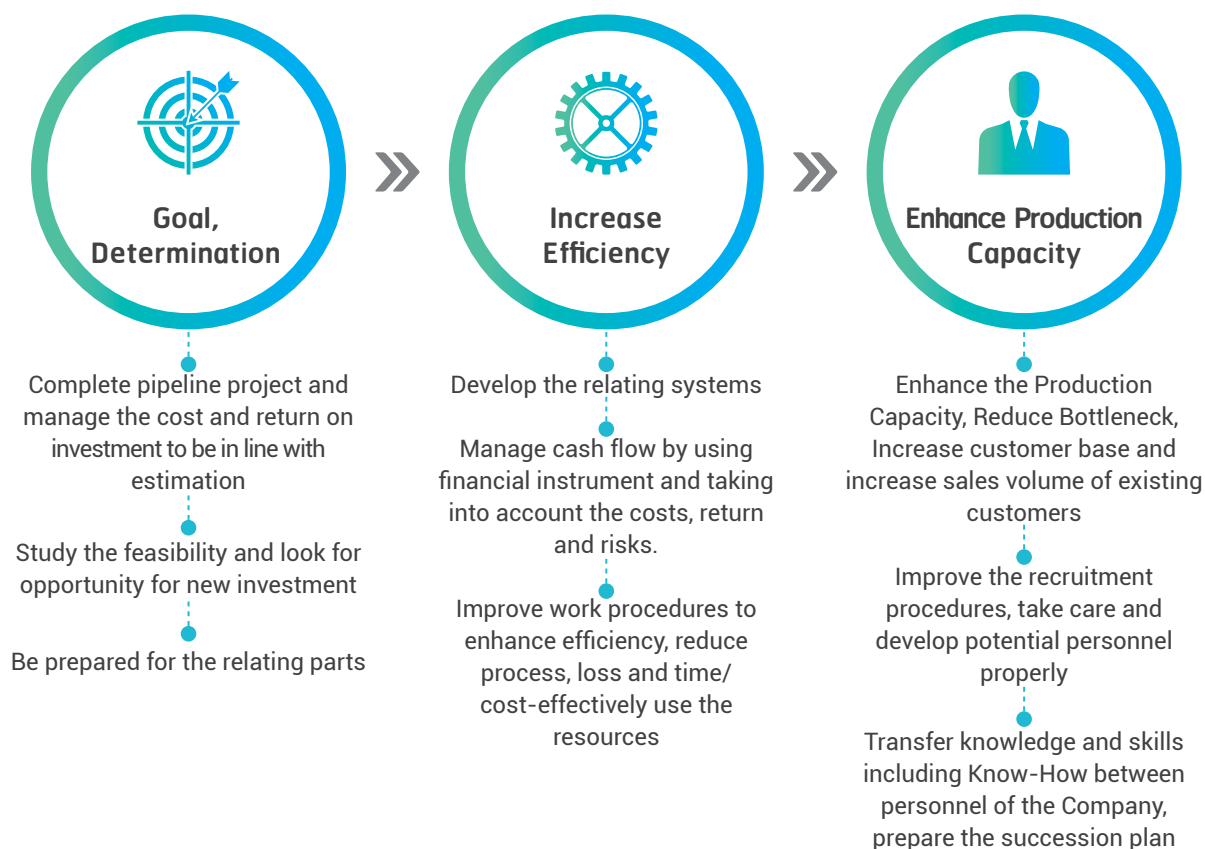 Goal,
Determination
Complete pipeline project and
manage the cost and return on
investment to be in line with
estimation
Study the feasibility and look for
opportunity for new investment
Be prepared for the relating parts
Increase
Efficiency
Develop the relating systems
Manage cash flow by using
financial instrument and taking
into account the costs, return
and risks.
Improve work procedures to
enhance efficiency, reduce
process, loss and time/
cost-effectively use the
resources
Enhance Production
Capacity
Enhance the Production
Capacity, Reduce Bottleneck,
Increase customer base and
increase sales volume of existing
customers
Improve the recruitment
procedures, take care and
develop potential personnel
properly
Transfer knowledge and skills
including Know-How between
personnel of the Company,
prepare the succession plan